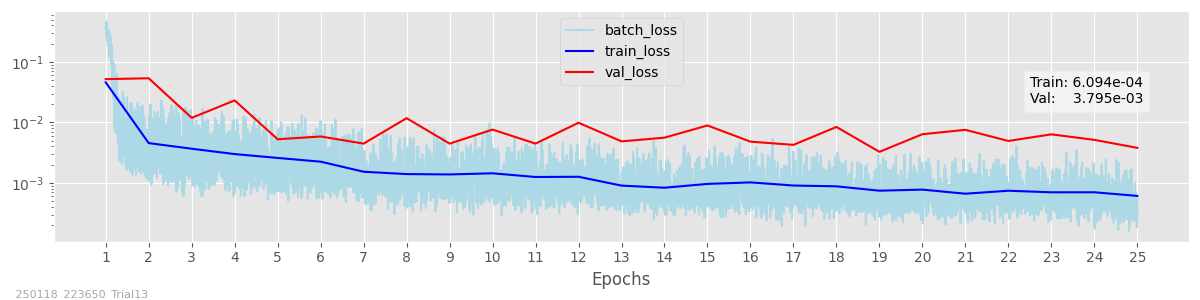 batch_loss
train_loss
val_loss
Train: 6.094e-04
Val: 3.795e-03
10⁻¹
10⁻²
10⁻³
1 2 3 4 5 6 7 8 9 10 11 12 13 14 15 16 17 18 19 20 21 22 23 24 25
Epochs
250118_223650_Trial13